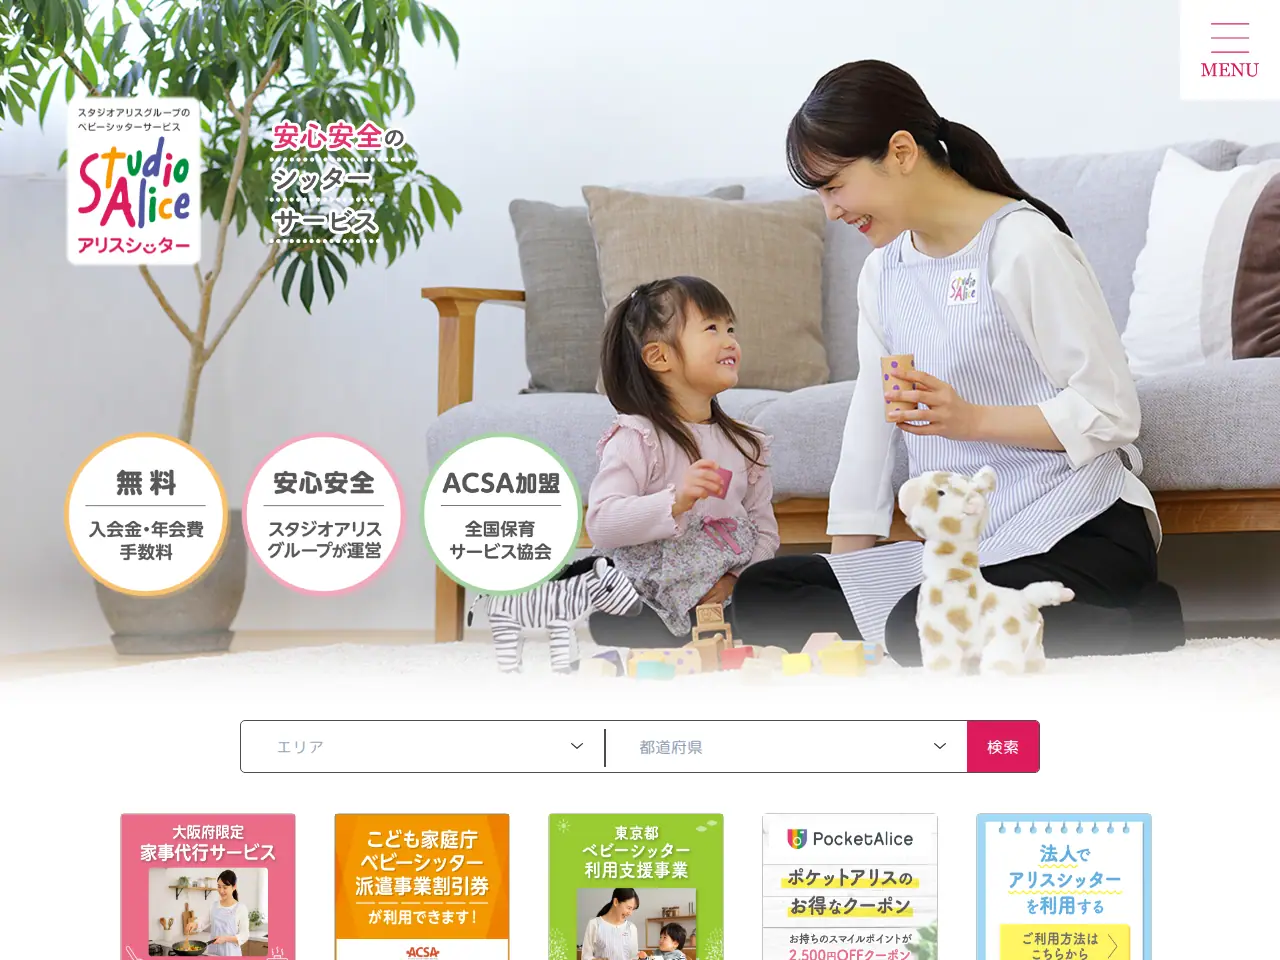 MENU
スタジオアリスグループの
ベビーシッターサービス
Studio
Alice
アリスシッター
安心安全の
シッター
サービス
Studio
Alice
無料
入会金・年会費
手数料
安心安全
スタジオアリス
グループが運営
ACSA加盟
全国保育
サービス協会
エリア
都道府県
検索
大阪府限定
家事代行サービス
こども家庭庁
ベビーシッター
派遣事業割引券
が利用できます!
ACSA
東京都
ベビーシッター
利用支援事業
PocketAlice
ポケットアリスの
お得なクーポン
お持ちのスマイルポイントが
2,500円OFFクーポン
法人で
アリスシッター
を利用する
ご利用方法は
こちらから